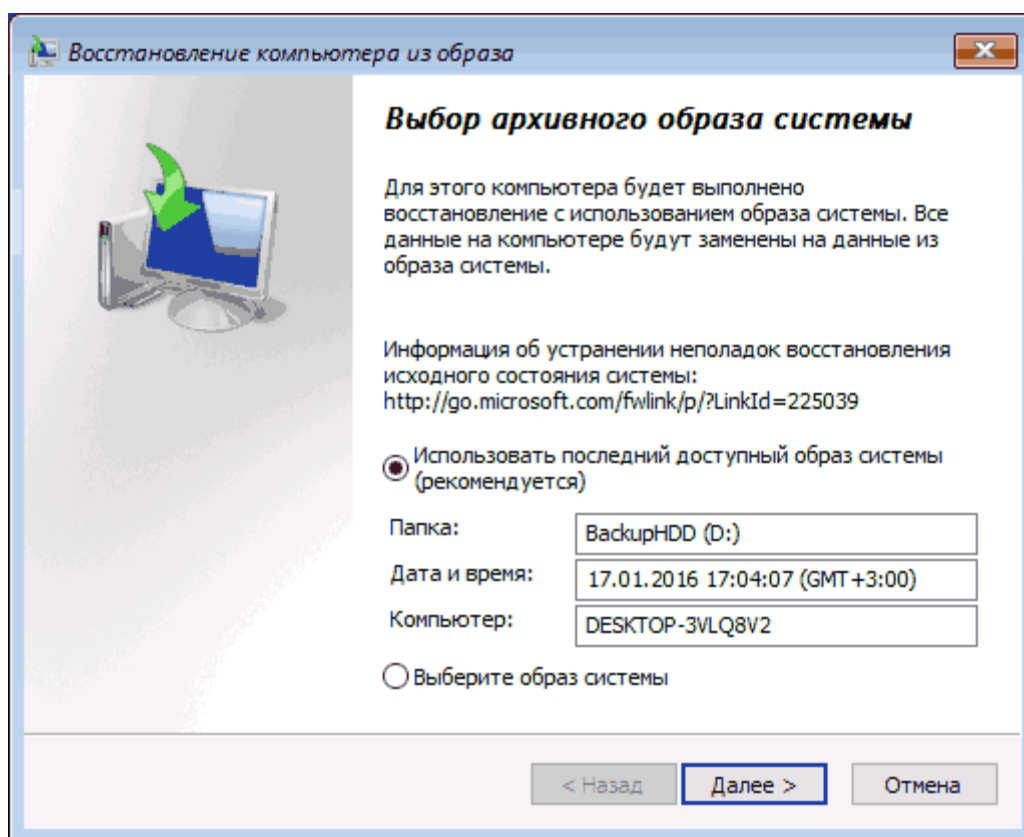 Восстановление компьютера из образа
Выбор архивного образа системы
Для этого компьютера будет выполнено
восстановление с использованием образа системы. Все
данные на компьютере будут заменены на данные из
образа системы.
Информация об устранении неполадок восстановления
исходного состояния системы:
http://go.microsoft.com/fwlink/p/?LinkId=225039
Использовать последний доступный образ системы
(рекомендуется)
Папка: BackupHDD (D:)
Дата и время: 17.01.2016 17:04:07 (GMT+3:00)
Компьютер: DESKTOP-3VLQ8V2
Выберите образ системы
< Назад Далее > Отмена